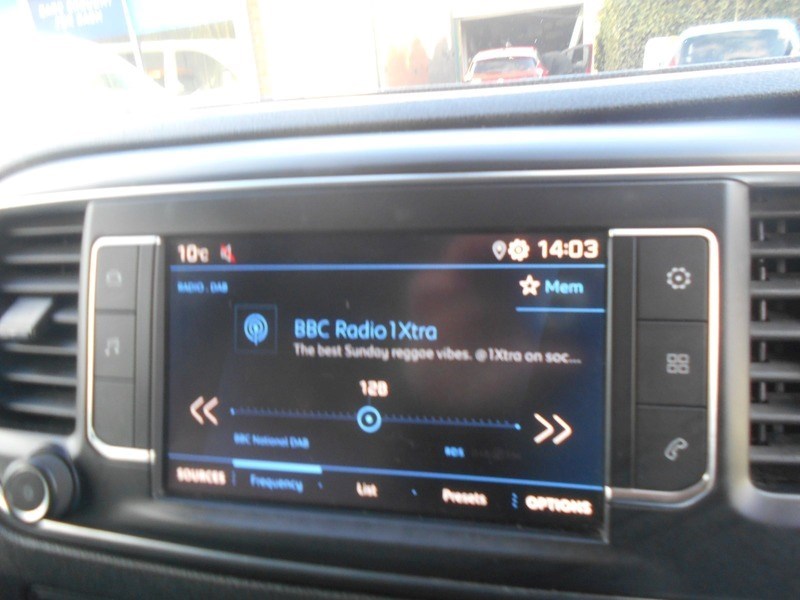 10°C
14:03
RADIO . DAB
Mem
BBC Radio 1Xtra
The best Sunday reggae vibes. @1Xtra on soc...
12B
BBC National DAB
SOURCES
Frequency
List
Presets
OPTIONS